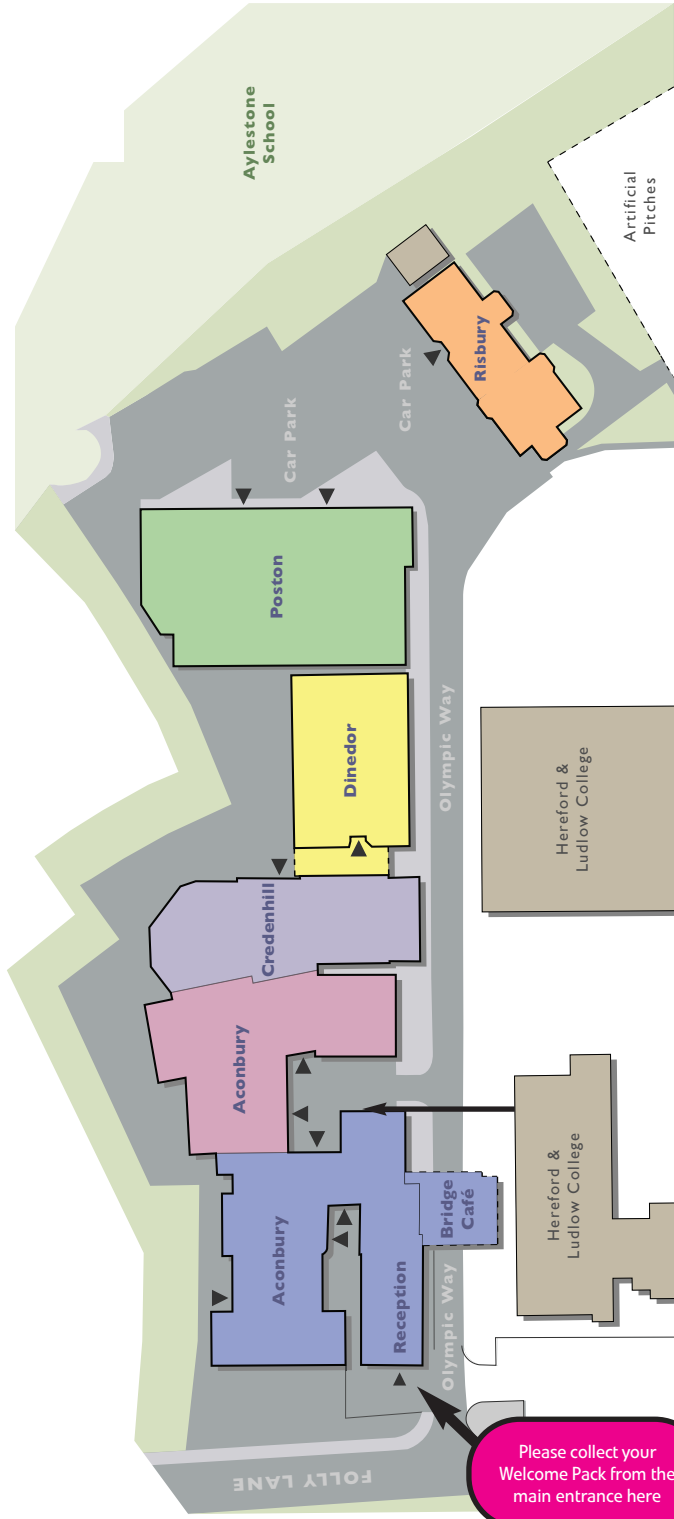 Aylestone
School
Artificial
Pitches
Risbury
Car Park
Car Park
Poston
Olympic Way
Dinedor
Hereford &
Ludlow College
Credenhill
Aconbury
Hereford &
Ludlow College
Bridge
Café
Aconbury
Reception
Olympic Way
FOLLY LANE
Please collect your
Welcome Pack from the
main entrance here